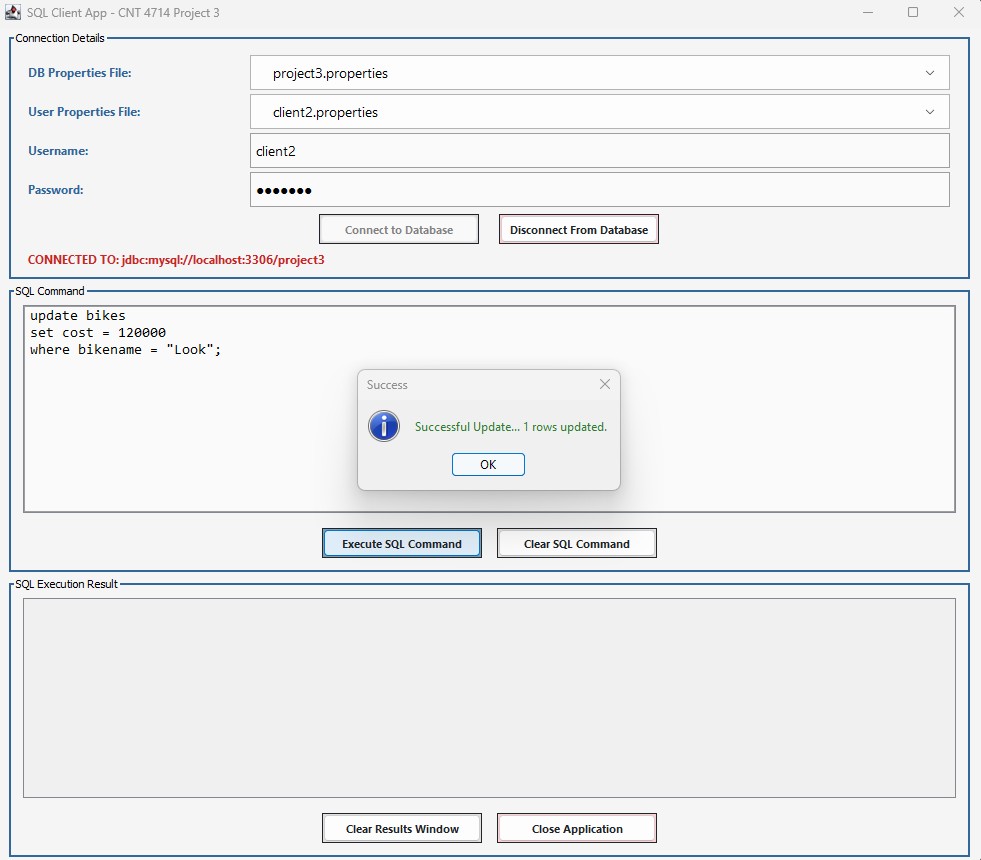 SQL Client App - CNT 4714 Project 3
Connection Details
DB Properties File:
project3.properties
User Properties File:
client2.properties
Username:
client2
Password:
●●●●●●●
Connect to Database
Disconnect From Database
CONNECTED TO: jdbc:mysql://localhost:3306/project3
SQL Command
update bikes
set cost = 120000
where bikename = "Look";
Success
Successful Update... 1 rows updated.
OK
Execute SQL Command
Clear SQL Command
SQL Execution Result
Clear Results Window
Close Application